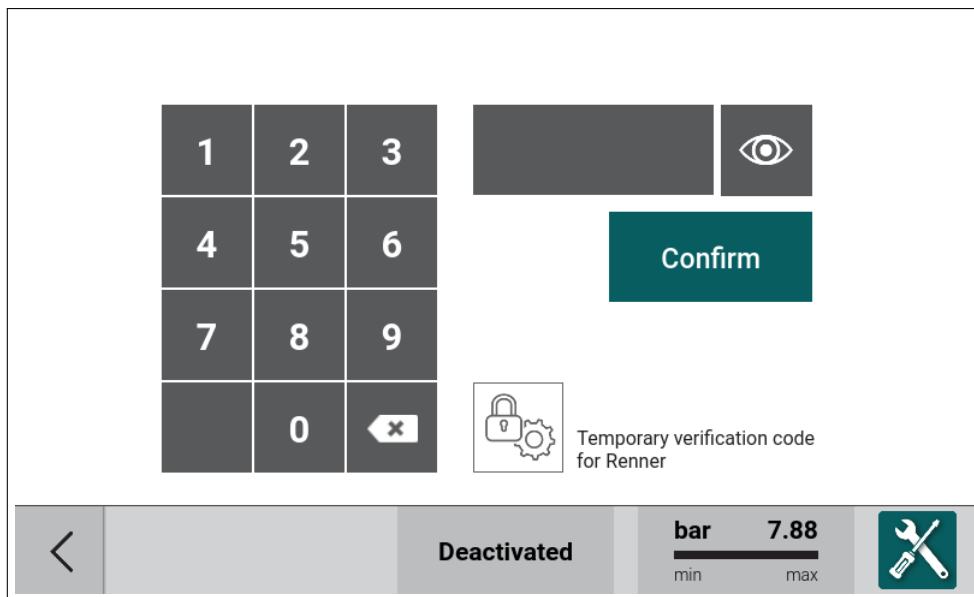 1 2 3
4 5 6
Confirm
7 8 9
0
Temporary verification code
for Renner
Deactivated
bar 7.88
min max